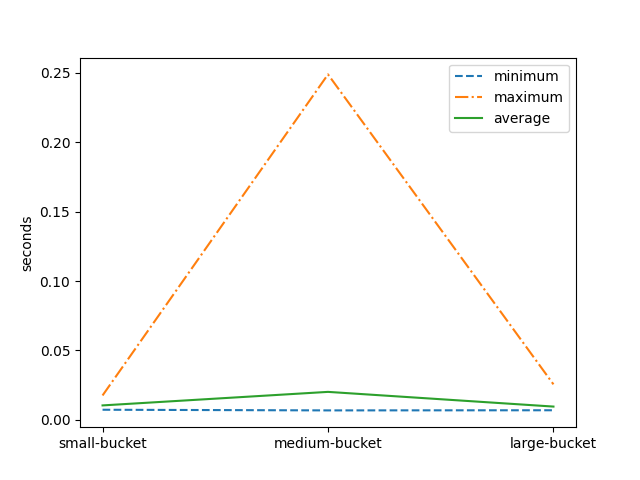 minimum
maximum
average
0.25
0.20
0.15
0.10
0.05
0.00
seconds
small-bucket
medium-bucket
large-bucket